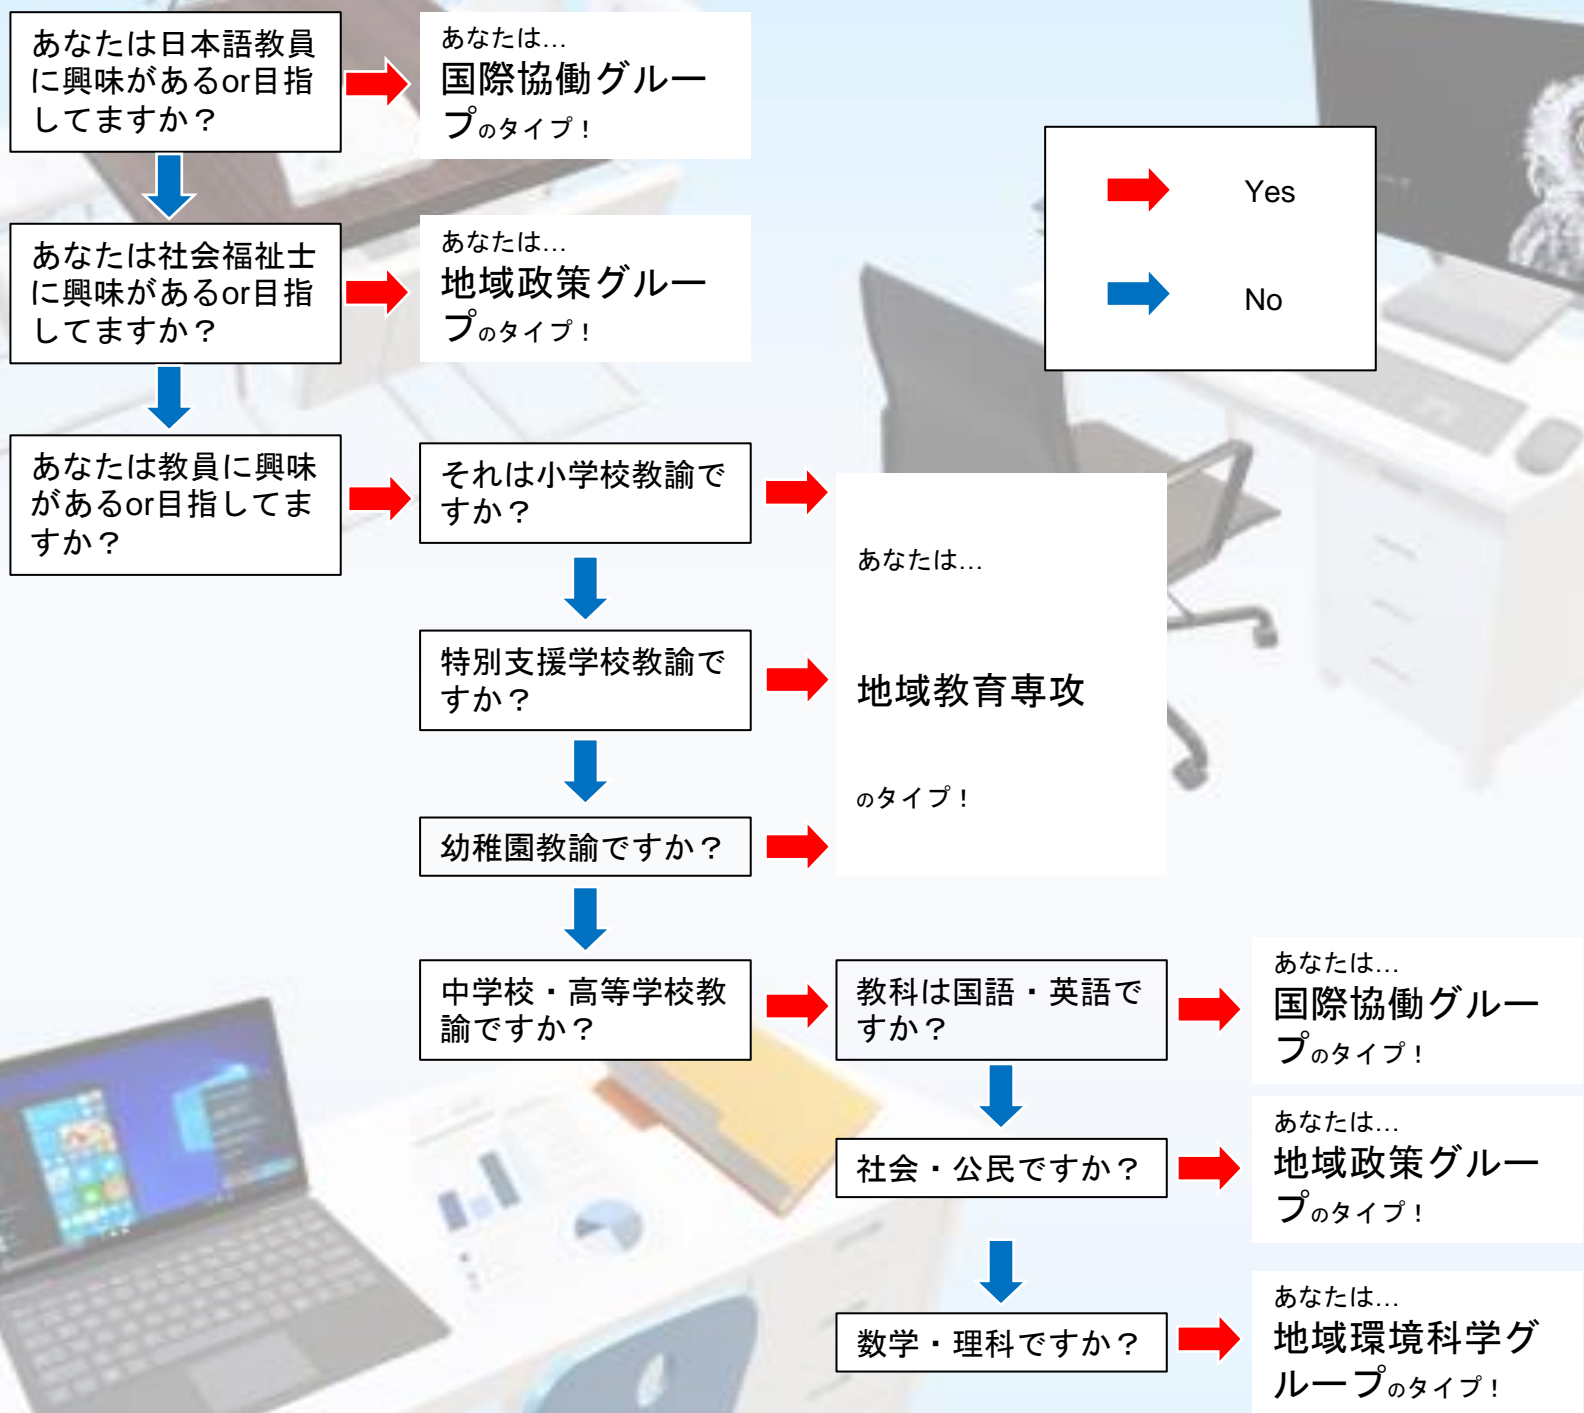 あなたは日本語教員
に興味があるor目指
してますか？
あなたは…
国際協働グルー
プのタイプ！
Yes
No
あなたは社会福祉士
に興味があるor目指
してますか？
あなたは…
地域政策グルー
プのタイプ！
あなたは教員に興味
があるor目指してま
すか？
それは小学校教諭で
すか？
特別支援学校教諭で
すか？
幼稚園教諭ですか？
あなたは…
地域教育専攻
のタイプ！
中学校・高等学校教
諭ですか？
教科は国語・英語で
すか？
あなたは…
国際協働グルー
プのタイプ！
社会・公民ですか？
あなたは…
地域政策グルー
プのタイプ！
数学・理科ですか？
あなたは…
地域環境科学グ
ループのタイプ！